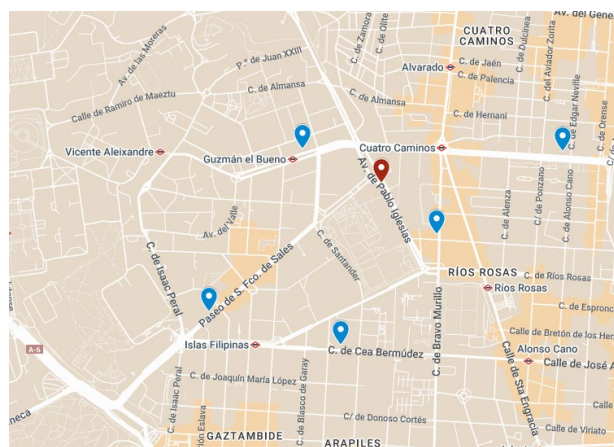 CUATRO
CAMINOS
Av. del Gene
C. de Zamora
C. de Olite
C. de Dulcinea
C. del Aviador Zorita
Av. de las Moreras
P.º de Juan XXIII
C. de Jaén
Alvarado
C. de Palencia
C. de Edgar Neville
C. de Orense
Calle de Ramiro de Maeztu
C. de Almansa
C. de Almansa
C. de Hernani
Vicente Aleixandre
Guzmán el Bueno
Cuatro Caminos
Av. de Pablo Iglesias
C. de Alenza
C/ de Ponzano
C. de Alonso Cano
Av. del Valle
C. de Santander
C. de Isaac Peral
Paseo de S. Fco. de Sales
RÍOS ROSAS
C. de Ríos Rosas
Ríos Rosas
C. de Bravo Murillo
C. de Espronc
Calle de Bretón de los Her
A-6
Islas Filipinas
C. de Cea Bermúdez
Alonso Cano
Calle de José A
C. de Joaquín María López
C. de Isaac Peral
C. de Blasco de Garay
Calle de Sta Engracia
neca
C/ de Donoso Cortés
Calle de Viriato
GAZTAMBIDE
ARAPILES